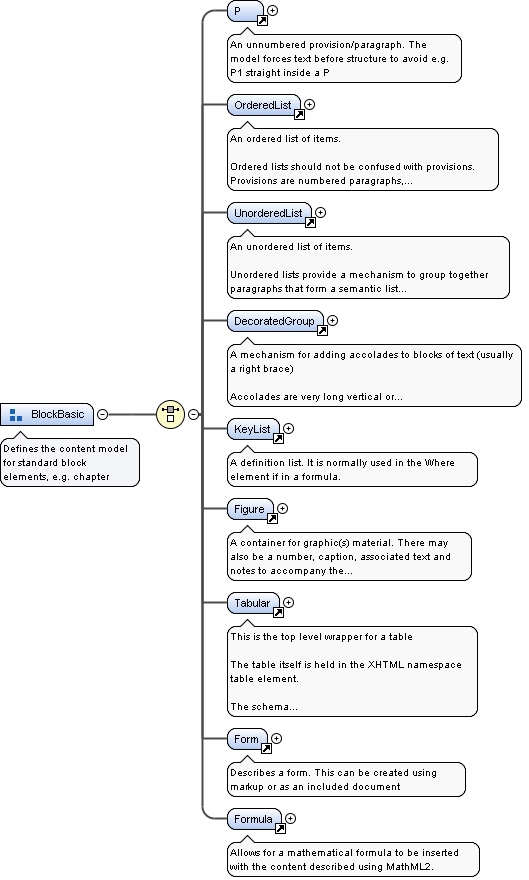 P
An unnumbered provision/paragraph. The
model forces text before structure to avoid e.g.
P1 straight inside a P
OrderedList
An ordered list of items.
Ordered lists should not be confused with provisions.
Provisions are numbered paragraphs,...
UnorderedList
An unordered list of items.
Unordered lists provide a mechanism to group together
paragraphs that form a semantic list...
DecoratedGroup
A mechanism for adding accolades to blocks of text (usually
a right brace)
Accolades are very long vertical or...
BlockBasic
Defines the content model
for standard block
elements, e.g. chapter
KeyList
A definition list. It is normally used in the Where
element if in a formula.
Figure
A container for graphic(s) material. There may
also be a number, caption, associated text and
notes to accompany the...
Tabular
This is the top level wrapper for a table
The table itself is held in the XHTML namespace
table element.
The schema...
Form
Describes a form. This can be created using
markup or as an included document
Formula
Allows for a mathematical formula to be inserted
with the content described using MathML2.